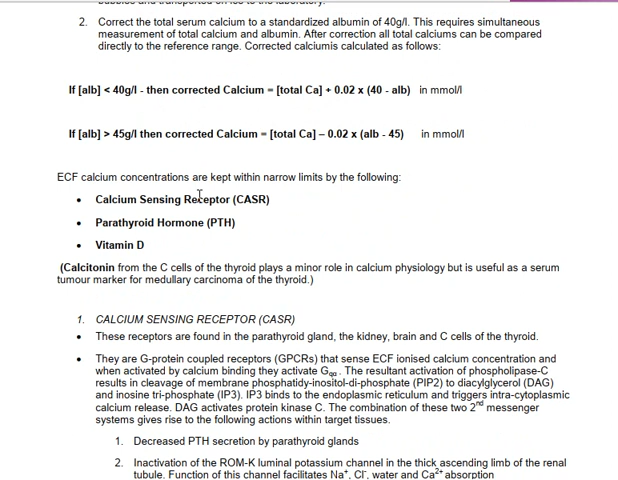 2. Correct the total serum calcium to a standardized albumin of 40g/l. This requires simultaneous
measurement of total calcium and albumin. After correction all total calciums can be compared
directly to the reference range. Corrected calciumis calculated as follows:
If [alb] < 40g/l - then corrected Calcium = [total Ca] + 0.02 x (40 - alb) in mmol/l
If [alb] > 45g/l then corrected Calcium = [total Ca] – 0.02 x (alb - 45) in mmol/l
ECF calcium concentrations are kept within narrow limits by the following:
• Calcium Sensing Receptor (CASR)
• Parathyroid Hormone (PTH)
• Vitamin D
(Calcitonin from the C cells of the thyroid plays a minor role in calcium physiology but is useful as a serum
tumour marker for medullary carcinoma of the thyroid.)
1. CALCIUM SENSING RECEPTOR (CASR)
• These receptors are found in the parathyroid gland, the kidney, brain and C cells of the thyroid.
• They are G-protein coupled receptors (GPCRs) that sense ECF ionised calcium concentration and
when activated by calcium binding they activate Gqα. The resultant activation of phospholipase-C
results in cleavage of membrane phosphatidy-inositol-di-phosphate (PIP2) to diacylglycerol (DAG)
and inosine tri-phosphate (IP3). IP3 binds to the endoplasmic reticulum and triggers intra-cytoplasmic
calcium release. DAG activates protein kinase C. The combination of these two 2nd messenger
systems gives rise to the following actions within target tissues.
1. Decreased PTH secretion by parathyroid glands
2. Inactivation of the ROM-K luminal potassium channel in the thick ascending limb of the renal
tubule. Function of this channel facilitates Na⁺, Cl⁻, water and Ca²⁺ absorption